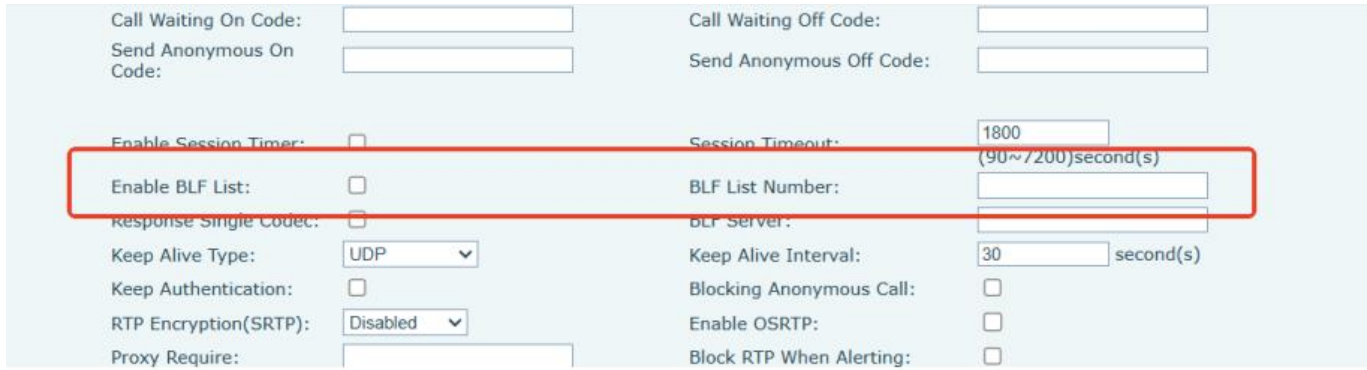 Call Waiting On Code: Call Waiting Off Code:
Send Anonymous On
Code: Send Anonymous Off Code:
Enable Session Timer: Session Timeout: 1800
(90~7200)second(s)
Enable BLF List: BLF List Number:
Response Single Codec: BLF Server:
Keep Alive Type: UDP Keep Alive Interval: 30 second(s)
Keep Authentication: Blocking Anonymous Call:
RTP Encryption(SRTP): Disabled Enable OSRTP:
Proxy Require: Block RTP When Alerting: